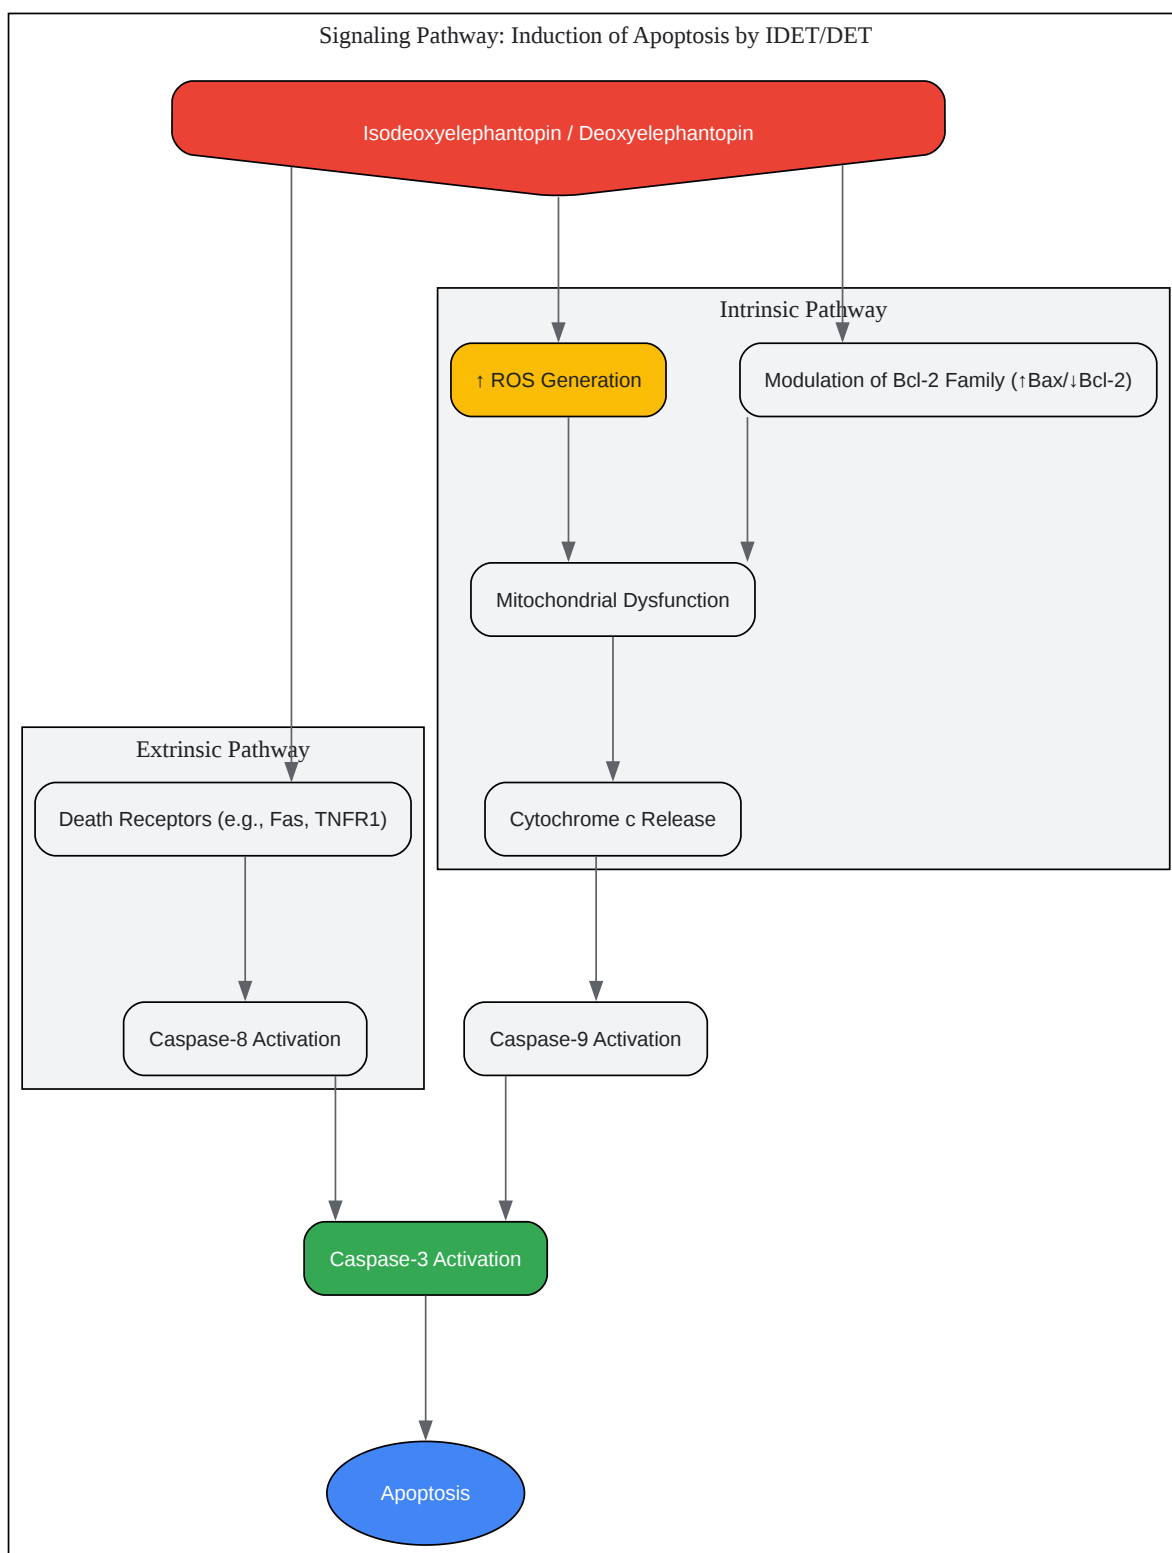 Signaling Pathway: Induction of Apoptosis by IDET/DET
Isodeoxyelephantopin / Deoxyelephantopin
Intrinsic Pathway
↑ ROS Generation
Modulation of Bcl-2 Family (↑Bax/↓Bcl-2)
Mitochondrial Dysfunction
Extrinsic Pathway
Death Receptors (e.g., Fas, TNFR1)
Cytochrome c Release
Caspase-8 Activation
Caspase-9 Activation
Caspase-3 Activation
Apoptosis